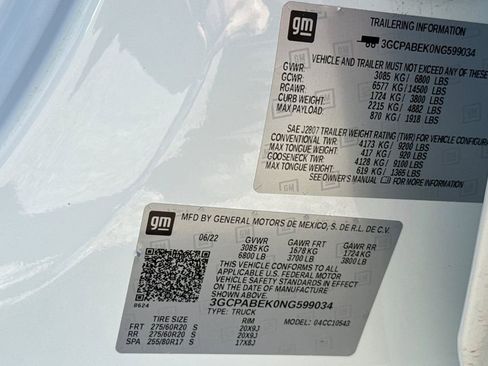 gm
TRAILERING INFORMATION
3GCPABEK0NG599034
VEHICLE AND TRAILER MUST NOT EXCEED ANY OF THESE
GVWR: 3085 KG/ 6800 LBS
GCWR: 6577 KG/ 14500 LBS
RGAWR: 1724 KG/ 3800 LBS
CURB WEIGHT: 2215 KG/ 4882 LBS
MAX PAYLOAD: 870 KG/ 1918 LBS
SAE J2807 TRAILER WEIGHT RATING (TWR) FOR VEHICLE CONFIGURA
CONVENTIONAL TWR: 4173 KG/ 9200 LBS
MAX TONGUE WEIGHT: 417 KG/ 920 LBS
GOOSENECK TWR: 4128 KG/ 9100 LBS
MAX TONGUE WEIGHT: 619 KG/ 1365 LBS
SEE OWNER'S MANUAL FOR MORE INFORMATION
gm
MFD BY GENERAL MOTORS DE MEXICO, S. DE R.L. DE C.V.
06/22 GVWR GAWR FRT GAWR RR
3085 KG 1678 KG 1724 KG
6800 LB 3700 LB 3800 LB
THIS VEHICLE CONFORMS TO ALL
APPLICABLE U.S. FEDERAL MOTOR
VEHICLE SAFETY STANDARDS IN
EFFECT ON THE DATE OF MANUFACTURE
SHOWN ABOVE.
3GCPABEK0NG599034
0624
TYPE: TRUCK MODEL: 04CC10543
TIRE SIZE RIM
FRT 275/60R20 S 20X9J
RR 275/60R20 S 20X9J
SPA 255/80R17 S 17X8J